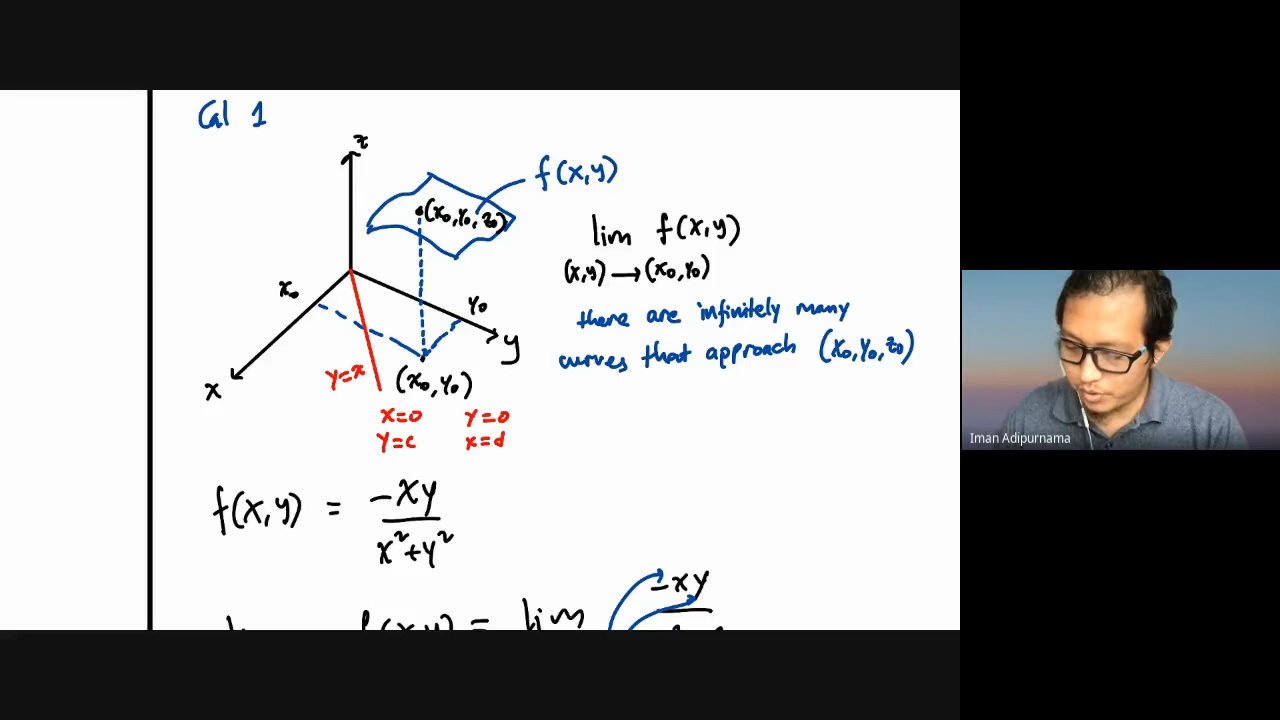 Cal 1
z
f(x,y)
(x₀,y₀,z₀)
lim f(x,y)
(x,y)→(x₀,y₀)
x₀
y₀
there are infinitely many
curves that approach (x₀,y₀,z₀)
y
x
y=x
(x₀,y₀)
x=0 y=0
y=c x=d
f(x,y) = -xy / x²+y²
-xy
f(x,y) = lim
Iman Adipurnama